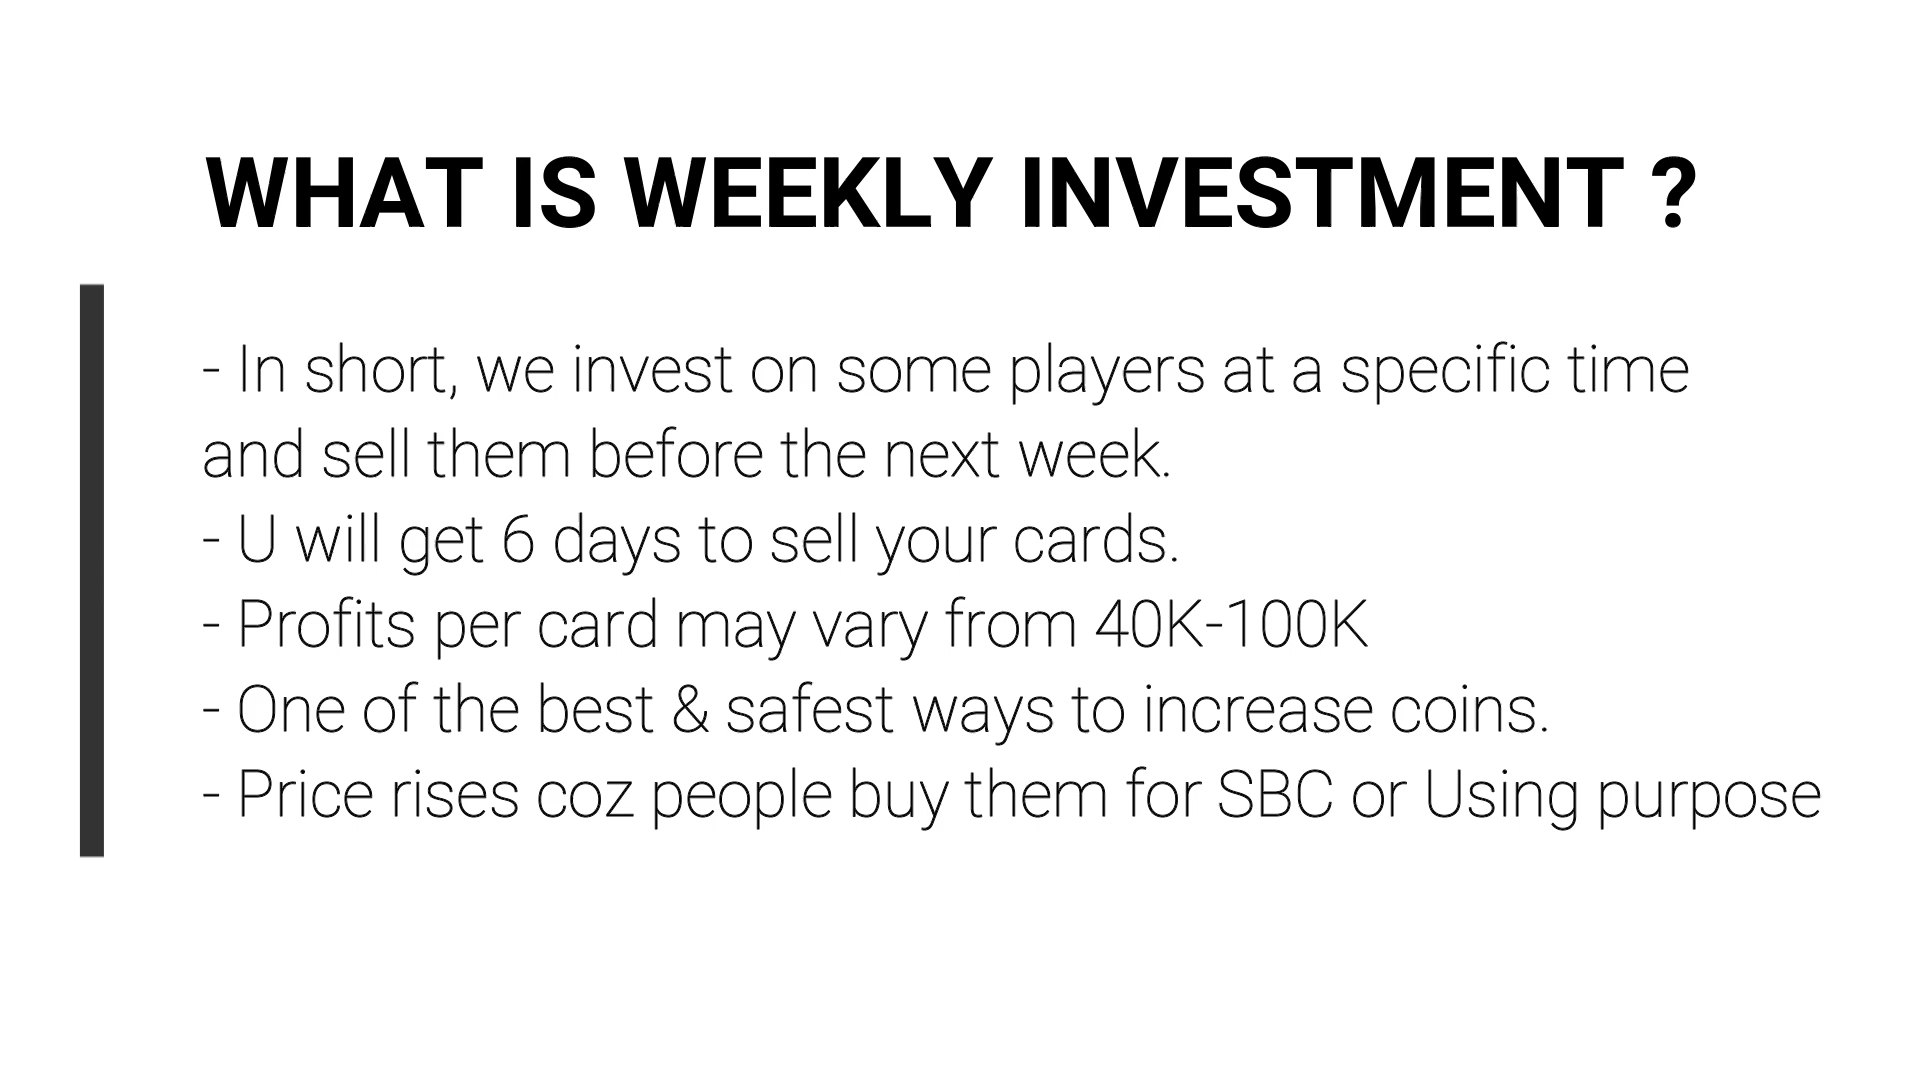 WHAT IS WEEKLY INVESTMENT ?
- In short, we invest on some players at a specific time
and sell them before the next week.
- U will get 6 days to sell your cards.
- Profits per card may vary from 40K-100K
- One of the best & safest ways to increase coins.
- Price rises coz people buy them for SBC or Using purpose